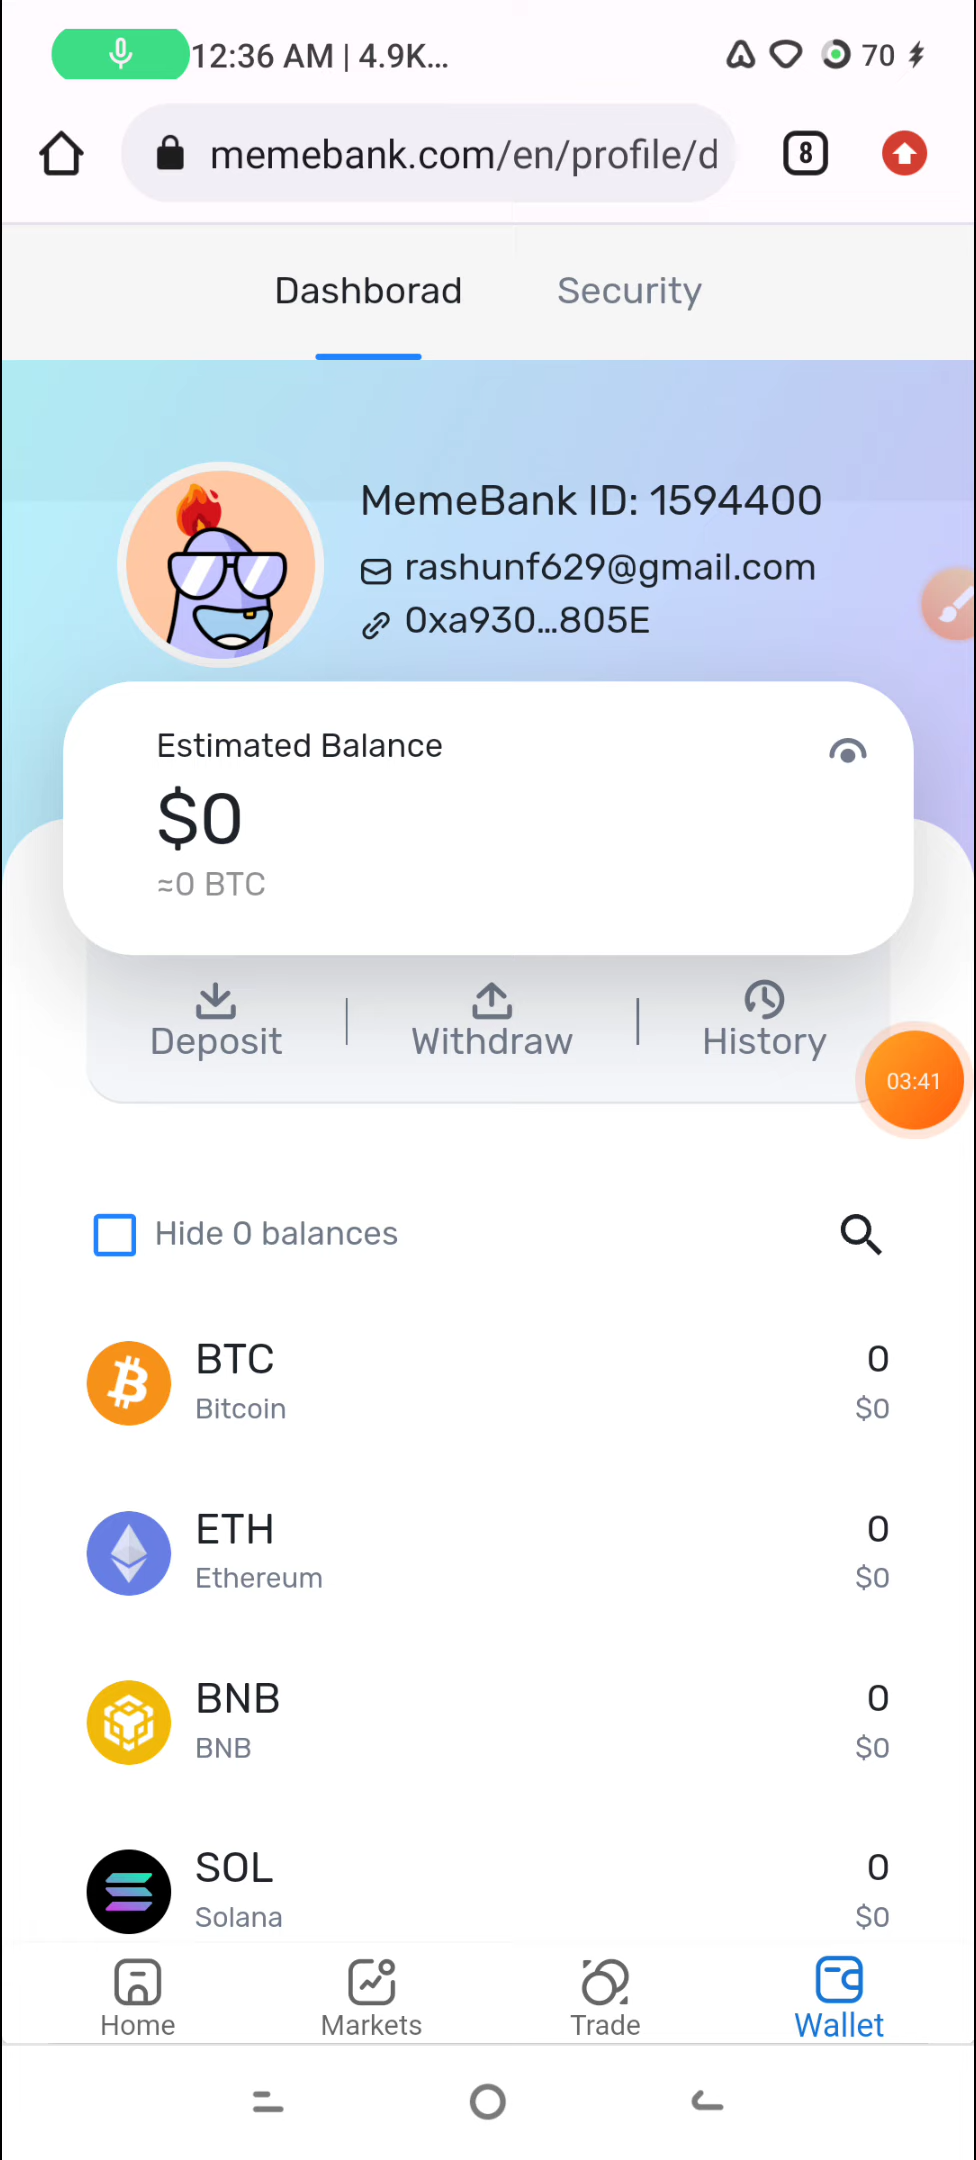 12:36 AM | 4.9K...
70
memebank.com/en/profile/d
8
Dashborad
Security
MemeBank ID: 1594400
rashunf629@gmail.com
0xa930...805E
Estimated Balance
$0
≈0 BTC
Deposit
Withdraw
History
03:41
Hide 0 balances
BTC
0
Bitcoin
$0
ETH
0
Ethereum
$0
BNB
0
BNB
$0
SOL
0
Solana
$0
Home
Markets
Trade
Wallet